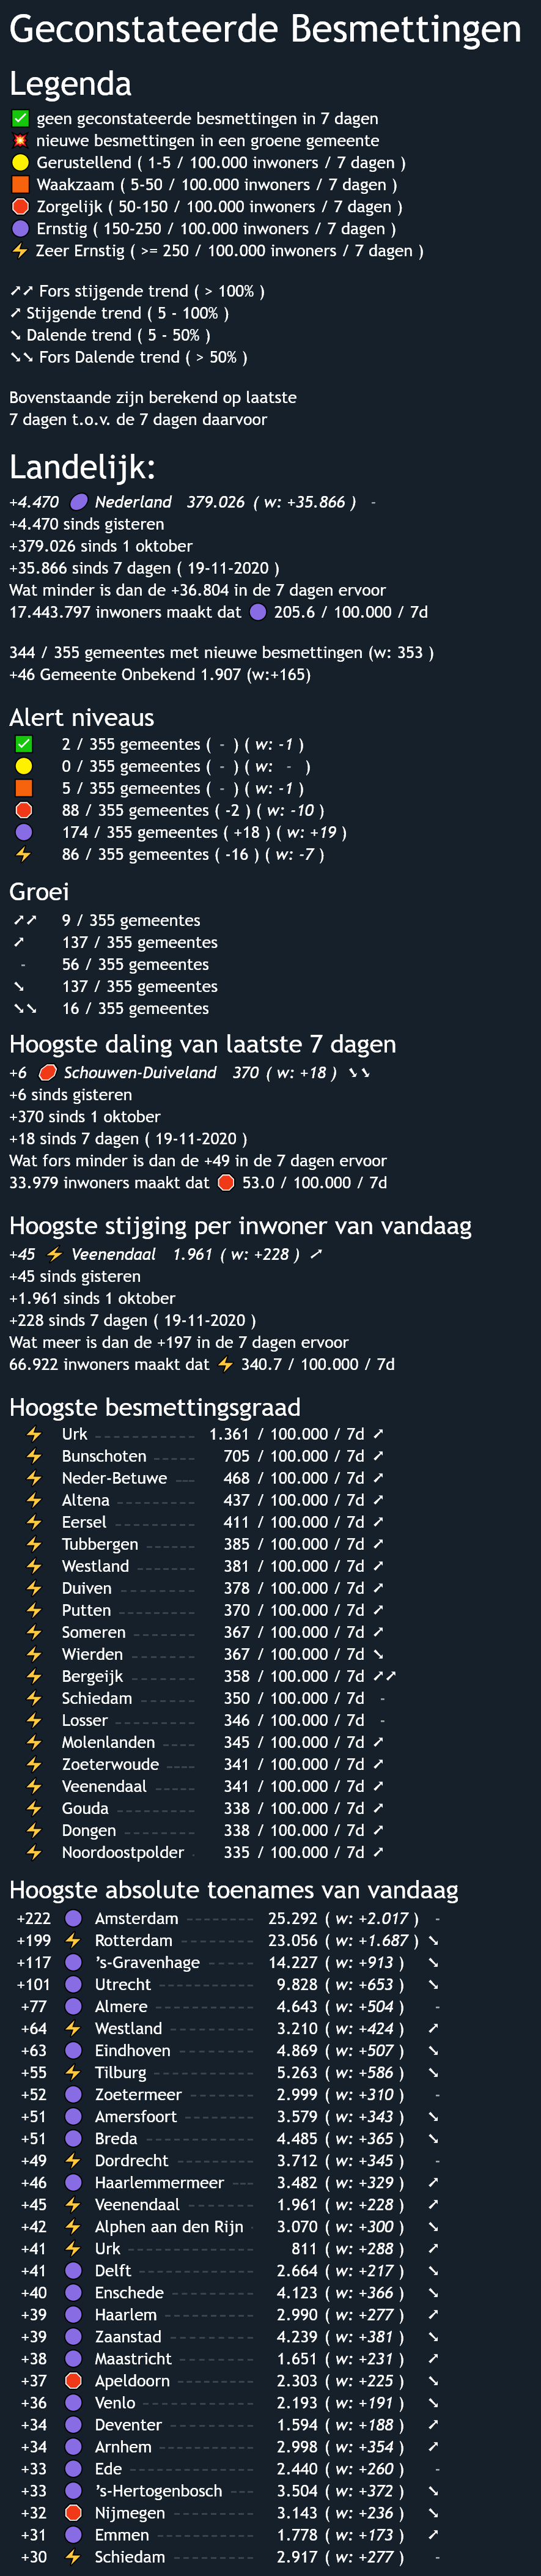 Geconstateerde Besmettingen
Legenda
geen geconstateerde besmettingen in 7 dagen
nieuwe besmettingen in een groene gemeente
Gerustellend ( 1-5 / 100.000 inwoners / 7 dagen )
Waakzaam ( 5-50 / 100.000 inwoners / 7 dagen )
Zorgelijk ( 50-150 / 100.000 inwoners / 7 dagen )
Ernstig ( 150-250 / 100.000 inwoners / 7 dagen )
Zeer Ernstig ( >= 250 / 100.000 inwoners / 7 dagen )
➚➚ Fors stijgende trend ( > 100% )
➚ Stijgende trend ( 5 - 100% )
➘ Dalende trend ( 5 - 50% )
➘➘ Fors Dalende trend ( > 50% )
Bovenstaande zijn berekend op laatste
7 dagen t.o.v. de 7 dagen daarvoor
Landelijk:
+4.470 Nederland 379.026 ( w: +35.866 ) -
+4.470 sinds gisteren
+379.026 sinds 1 oktober
+35.866 sinds 7 dagen ( 19-11-2020 )
Wat minder is dan de +36.804 in de 7 dagen ervoor
17.443.797 inwoners maakt dat 205.6 / 100.000 / 7d
344 / 355 gemeentes met nieuwe besmettingen (w: 353 )
+46 Gemeente Onbekend 1.907 (w:+165)
Alert niveaus
2 / 355 gemeentes ( - ) ( w: -1 )
0 / 355 gemeentes ( - ) ( w: - )
5 / 355 gemeentes ( - ) ( w: -1 )
88 / 355 gemeentes ( -2 ) ( w: -10 )
174 / 355 gemeentes ( +18 ) ( w: +19 )
86 / 355 gemeentes ( -16 ) ( w: -7 )
Groei
➚➚ 9 / 355 gemeentes
➚ 137 / 355 gemeentes
- 56 / 355 gemeentes
➘ 137 / 355 gemeentes
➘➘ 16 / 355 gemeentes
Hoogste daling van laatste 7 dagen
+6 Schouwen-Duiveland 370 ( w: +18 ) ➘➘
+6 sinds gisteren
+370 sinds 1 oktober
+18 sinds 7 dagen ( 19-11-2020 )
Wat fors minder is dan de +49 in de 7 dagen ervoor
33.979 inwoners maakt dat 53.0 / 100.000 / 7d
Hoogste stijging per inwoner van vandaag
+45 Veenendaal 1.961 ( w: +228 ) ➚
+45 sinds gisteren
+1.961 sinds 1 oktober
+228 sinds 7 dagen ( 19-11-2020 )
Wat meer is dan de +197 in de 7 dagen ervoor
66.922 inwoners maakt dat 340.7 / 100.000 / 7d
Hoogste besmettingsgraad
Urk 1.361 / 100.000 / 7d ➚
Bunschoten 705 / 100.000 / 7d ➚
Neder-Betuwe 468 / 100.000 / 7d ➚
Altena 437 / 100.000 / 7d ➚
Eersel 411 / 100.000 / 7d ➚
Tubbergen 385 / 100.000 / 7d ➚
Westland 381 / 100.000 / 7d ➚
Duiven 378 / 100.000 / 7d ➚
Putten 370 / 100.000 / 7d ➚
Someren 367 / 100.000 / 7d ➚
Wierden 367 / 100.000 / 7d ➘
Bergeijk 358 / 100.000 / 7d ➚➚
Schiedam 350 / 100.000 / 7d -
Losser 346 / 100.000 / 7d -
Molenlanden 345 / 100.000 / 7d ➚
Zoeterwoude 341 / 100.000 / 7d ➚
Veenendaal 341 / 100.000 / 7d ➚
Gouda 338 / 100.000 / 7d ➚
Dongen 338 / 100.000 / 7d ➚
Noordoostpolder 335 / 100.000 / 7d ➚
Hoogste absolute toenames van vandaag
+222 Amsterdam 25.292 ( w: +2.017 ) -
+199 Rotterdam 23.056 ( w: +1.687 ) ➘
+117 's-Gravenhage 14.227 ( w: +913 ) ➘
+101 Utrecht 9.828 ( w: +653 ) ➘
+77 Almere 4.643 ( w: +504 ) -
+64 Westland 3.210 ( w: +424 ) ➚
+63 Eindhoven 4.869 ( w: +507 ) ➘
+55 Tilburg 5.263 ( w: +586 ) ➘
+52 Zoetermeer 2.999 ( w: +310 ) -
+51 Amersfoort 3.579 ( w: +343 ) ➘
+51 Breda 4.485 ( w: +365 ) ➘
+49 Dordrecht 3.712 ( w: +345 ) -
+46 Haarlemmermeer 3.482 ( w: +329 ) ➚
+45 Veenendaal 1.961 ( w: +228 ) ➚
+42 Alphen aan den Rijn 3.070 ( w: +300 ) ➘
+41 Urk 811 ( w: +288 ) ➚
+41 Delft 2.664 ( w: +217 ) ➘
+40 Enschede 4.123 ( w: +366 ) ➘
+39 Haarlem 2.990 ( w: +277 ) ➚
+39 Zaanstad 4.239 ( w: +381 ) ➘
+38 Maastricht 1.651 ( w: +231 ) ➚
+37 Apeldoorn 2.303 ( w: +225 ) ➘
+36 Venlo 2.193 ( w: +191 ) ➘
+34 Deventer 1.594 ( w: +188 ) ➚
+34 Arnhem 2.998 ( w: +354 ) ➚
+33 Ede 2.440 ( w: +260 ) -
+33 's-Hertogenbosch 3.504 ( w: +372 ) ➘
+32 Nijmegen 3.143 ( w: +236 ) ➘
+31 Emmen 1.778 ( w: +173 ) ➚
+30 Schiedam 2.917 ( w: +277 ) -